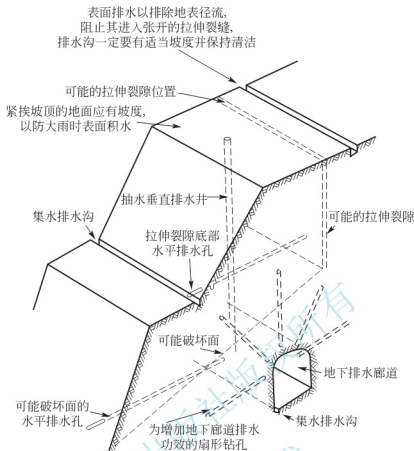 表面排水以排除地表径流,
阻止其进入张开的拉伸裂缝,
排水沟一定要有适当坡度并保持清洁
可能的拉伸裂隙位置
紧挨坡顶的地面应有坡度,
以防大雨时表面积水
抽水垂直排水井
集水排水沟
可能的拉伸裂隙
拉伸裂隙底部
水平排水孔
可能破坏面
地下排水廊道
可能破坏面的
水平排水孔
集水排水沟
为增加地下廊道排水
功效的扇形钻孔
社版权所有